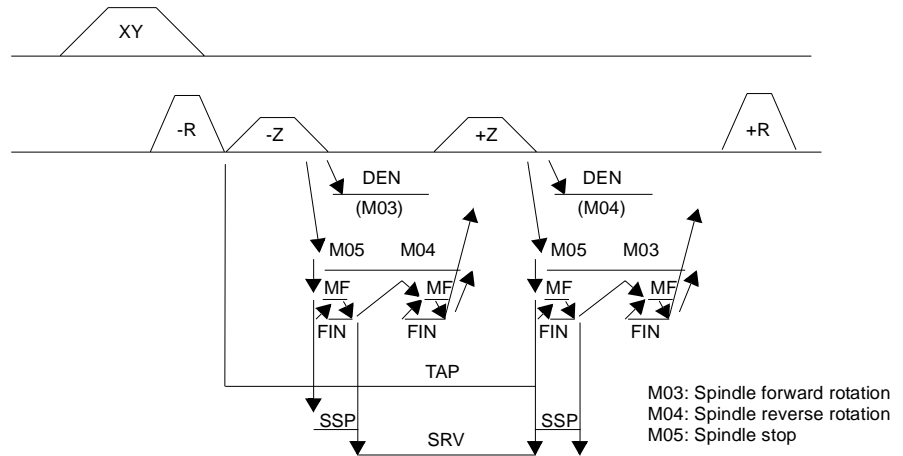 XY
-R -Z +Z +R
DEN DEN
(M03) (M04)
M05 M04 M05 M03
MF MF MF MF
FIN FIN FIN FIN
TAP
M03: Spindle forward rotation
M04: Spindle reverse rotation
SSP SSP
M05: Spindle stop
SRV